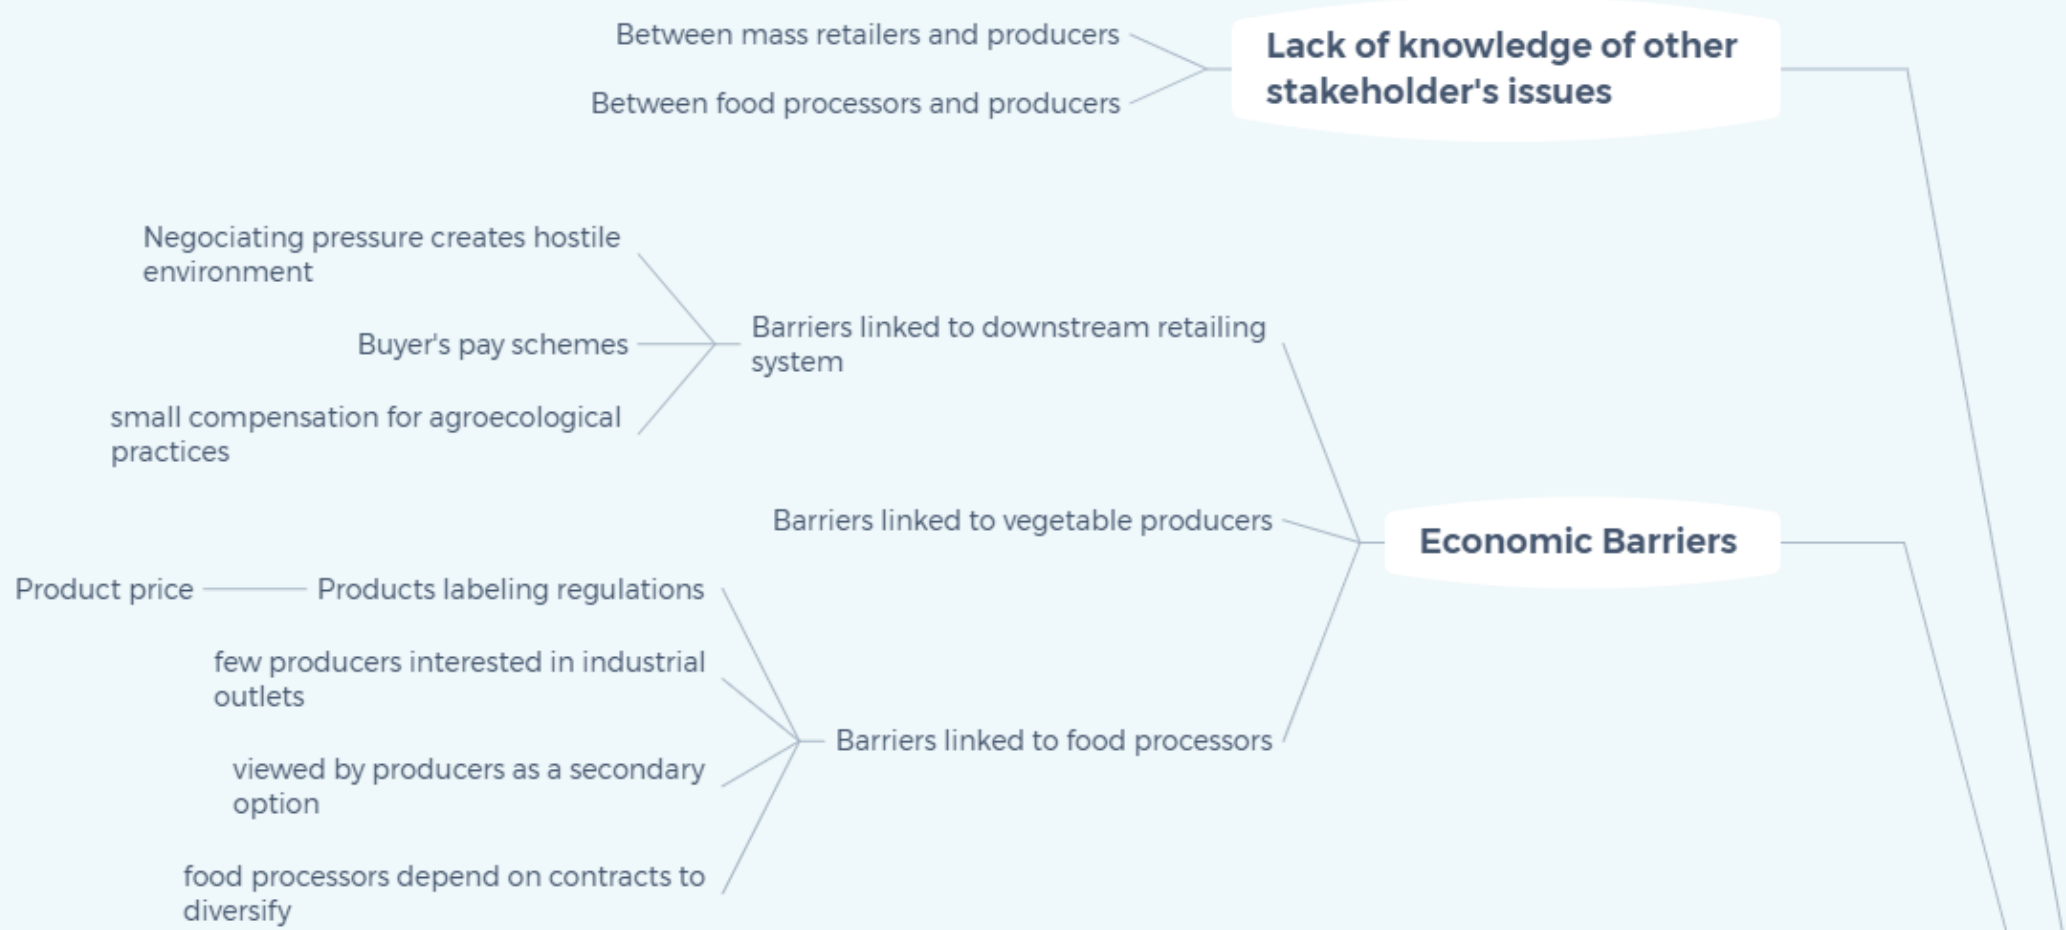 Between mass retailers and producers
Between food processors and producers
Lack of knowledge of other
stakeholder's issues
Negociating pressure creates hostile
environment
Buyer's pay schemes
small compensation for agroecological
practices
Barriers linked to downstream retailing
system
Barriers linked to vegetable producers
Economic Barriers
Product price
Products labeling regulations
few producers interested in industrial
outlets
viewed by producers as a secondary
option
food processors depend on contracts to
diversify
Barriers linked to food processors